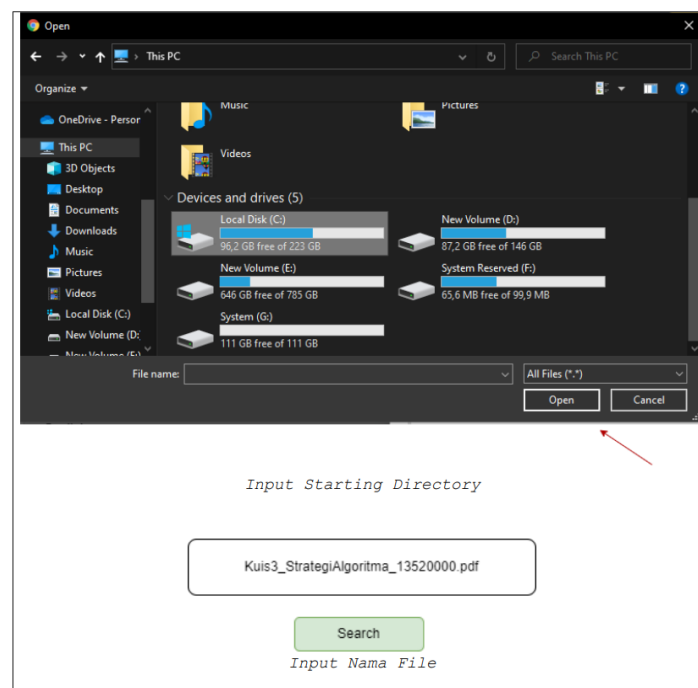 Open
This PC
Search This PC
Organize
OneDrive - Person
This PC
3D Objects
Desktop
Documents
Downloads
Music
Pictures
Videos
Local Disk (C:)
New Volume (D:
New Volume (E:)
Music
Pictures
Videos
Devices and drives (5)
Local Disk (C:)
96,2 GB free of 223 GB
New Volume (D:)
87,2 GB free of 146 GB
New Volume (E:)
646 GB free of 785 GB
System Reserved (F:)
65,6 MB free of 99,9 MB
System (G:)
111 GB free of 111 GB
File name:
All Files (*.*)
Open
Cancel
Input Starting Directory
Kuis3_StrategiAlgoritma_13520000.pdf
Search
Input Nama File